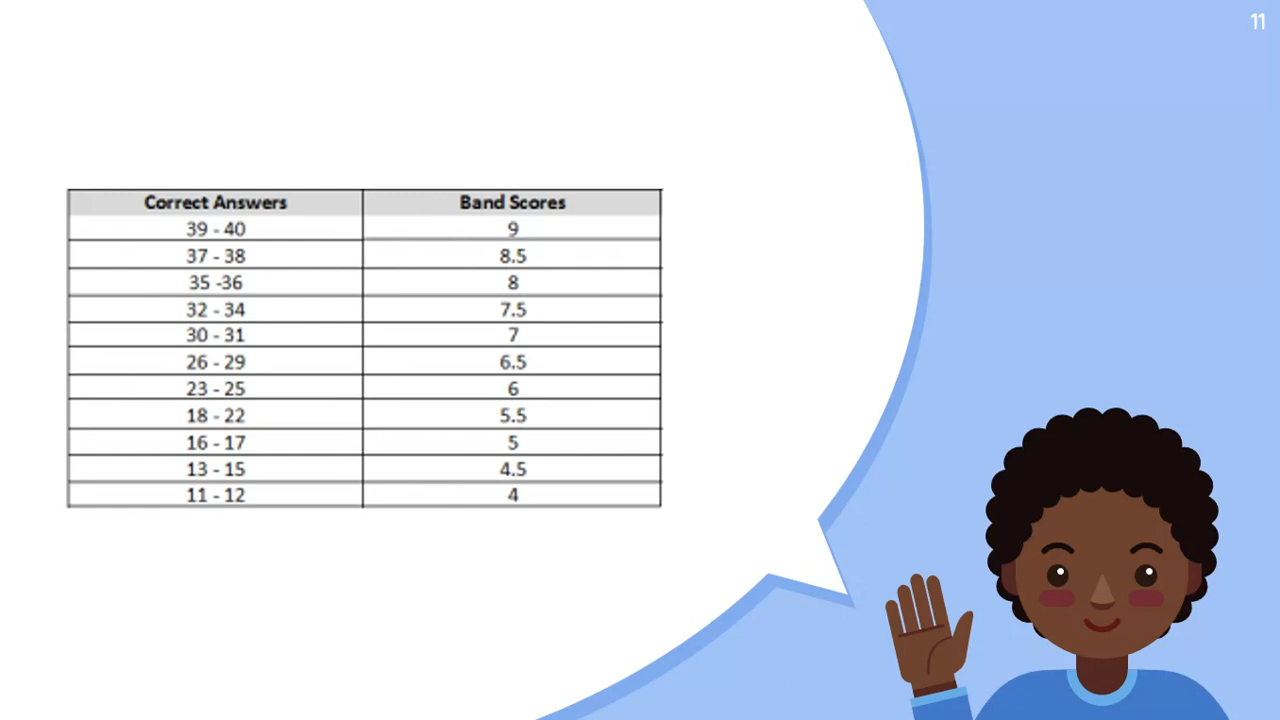 11
Correct Answers Band Scores
39 - 40 9
37 - 38 8.5
35 -36 8
32 - 34 7.5
30 - 31 7
26 - 29 6.5
23 - 25 6
18 - 22 5.5
16 - 17 5
13 - 15 4.5
11 - 12 4